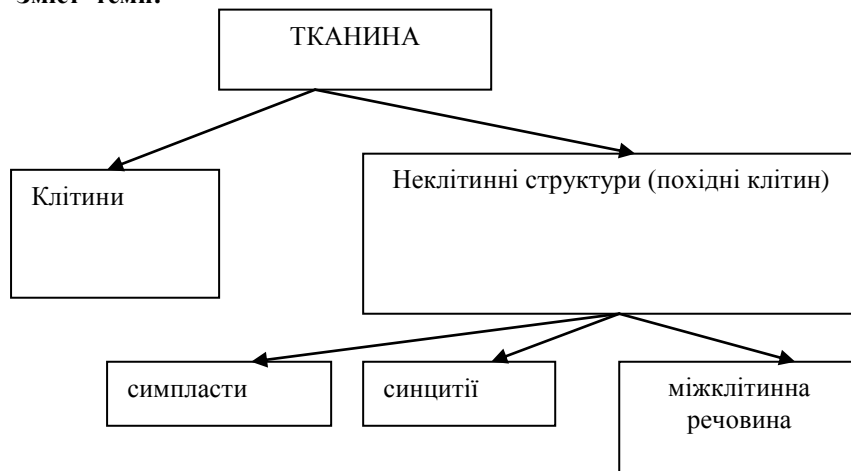 Зміст теми:
ТКАНИНА
Клітини
Неклітинні структури (похідні клітин)
симпласти
синцитії
міжклітинна
речовина